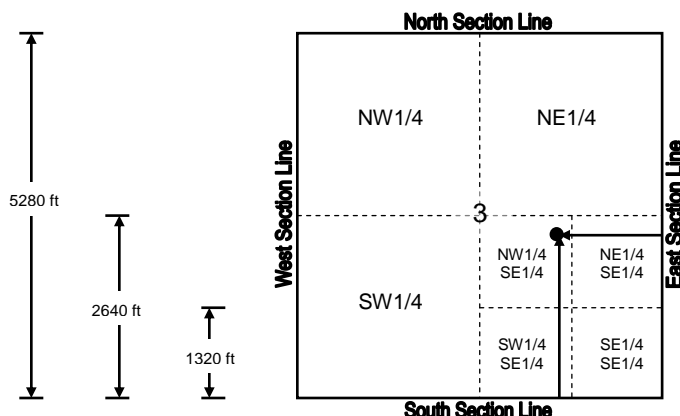 North Section Line
NW1/4
NE1/4
5280 ft
West Section Line
East Section Line
3
NW1/4
SE1/4
NE1/4
SE1/4
2640 ft
SW1/4
1320 ft
SW1/4
SE1/4
SE1/4
SE1/4
South Section Line